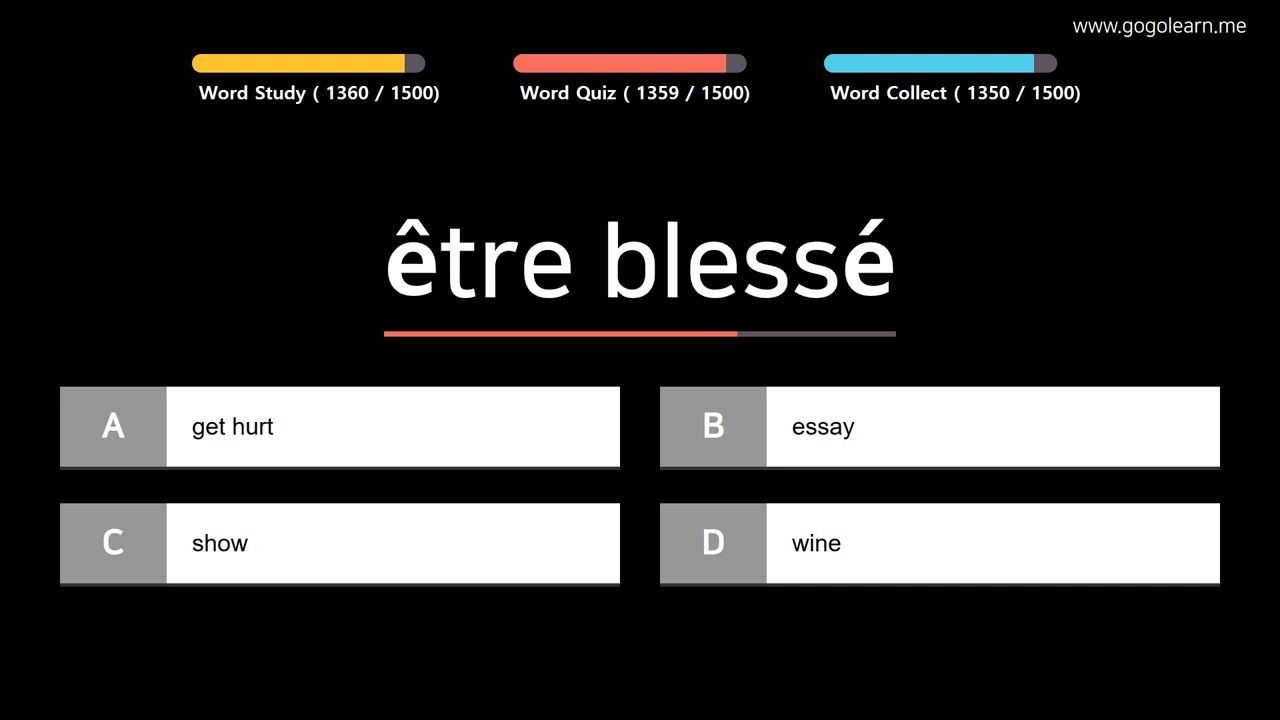 www.gogolearn.me
Word Study ( 1360 / 1500)
Word Quiz ( 1359 / 1500)
Word Collect ( 1350 / 1500)
être blessé
A get hurt
B essay
C show
D wine